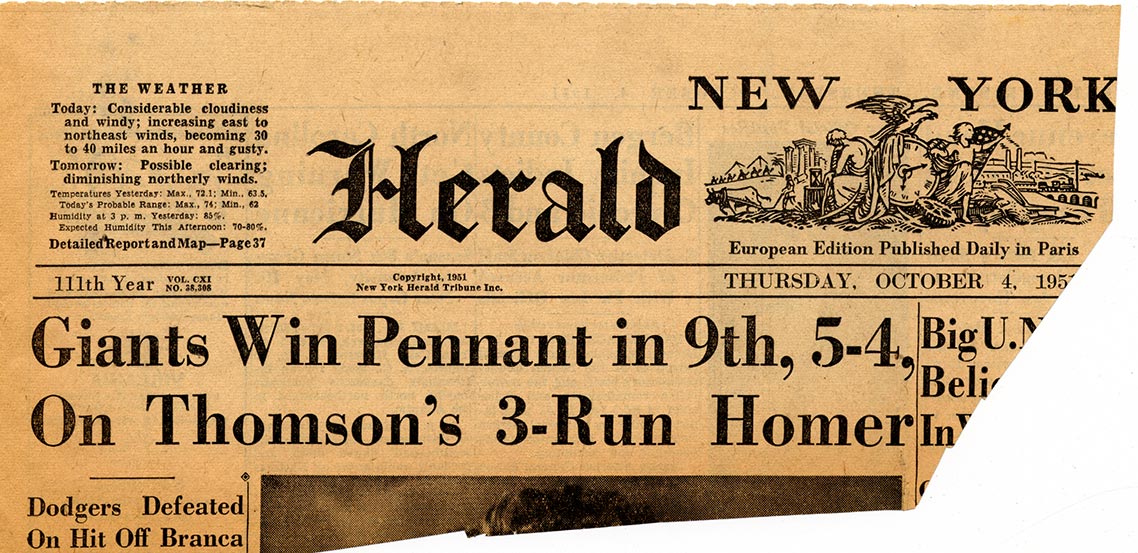 THE WEATHER
Today: Considerable cloudiness
and windy; increasing east to
northeast winds, becoming 30
to 40 miles an hour and gusty.
Tomorrow: Possible clearing;
diminishing northerly winds.
Temperatures Yesterday: Max., 72.1; Min., 63.5.
Today's Probable Range: Max., 74; Min., 62
Humidity at 3 p. m. Yesterday: 85%.
Expected Humidity This Afternoon: 70-80%.
Detailed Report and Map—Page 37
Herald
NEW YORK
European Edition Published Daily in Paris
111th Year
VOL. CXI
NO. 38,308
Copyright, 1951
New York Herald Tribune Inc.
THURSDAY, OCTOBER 4, 1951
Giants Win Pennant in 9th, 5-4,
On Thomson's 3-Run Homer
Big U.N
Belie
In
Dodgers Defeated
On Hit Off Branca